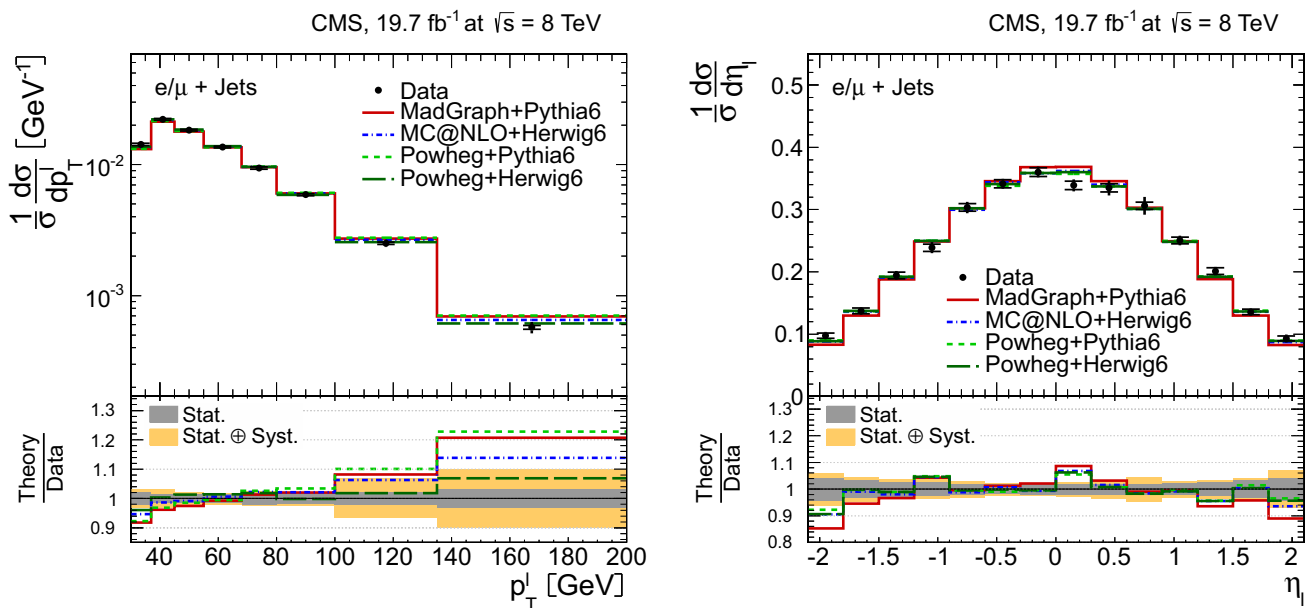 CMS, 19.7 fb⁻¹ at √s = 8 TeV
1/σ dσ/dp_T^l [GeV⁻¹]
e/μ + Jets
Data
MadGraph+Pythia6
MC@NLO+Herwig6
Powheg+Pythia6
Powheg+Herwig6
10⁻²
10⁻³
Theory/Data
1.3
1.2
1.1
1.0
0.9
Stat.
Stat. ⊕ Syst.
40 60 80 100 120 140 160 180 200
p_T^l [GeV]
CMS, 19.7 fb⁻¹ at √s = 8 TeV
1/σ dσ/dη_l
e/μ + Jets
0.5
0.4
0.3
0.2
0.1
0
Data
MadGraph+Pythia6
MC@NLO+Herwig6
Powheg+Pythia6
Powheg+Herwig6
Theory/Data
1.3
1.2
1.1
1.0
0.9
0.8
Stat.
Stat. ⊕ Syst.
-2 -1.5 -1 -0.5 0 0.5 1 1.5 2
η_l